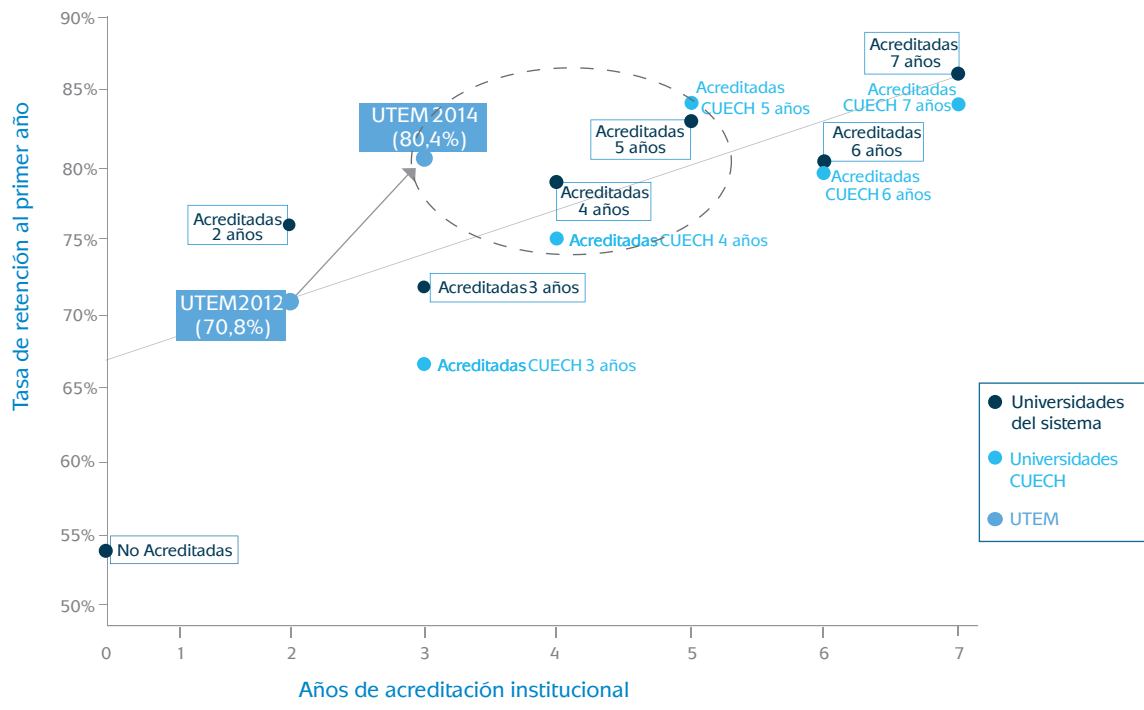 Tasa de retención al primer año
90%
85%
80%
75%
70%
65%
60%
55%
50%
Acreditadas
7 años
Acreditadas
CUECH 7 años
Acreditadas
CUECH 5 años
UTEM 2014
(80,4%)
Acreditadas
5 años
Acreditadas
6 años
Acreditadas
CUECH 6 años
Acreditadas
4 años
Acreditadas
2 años
Acreditadas CUECH 4 años
Acreditadas 3 años
UTEM2012
(70,8%)
Acreditadas CUECH 3 años
No Acreditadas
Universidades
del sistema
Universidades
CUECH
UTEM
0 1 2 3 4 5 6 7
Años de acreditación institucional